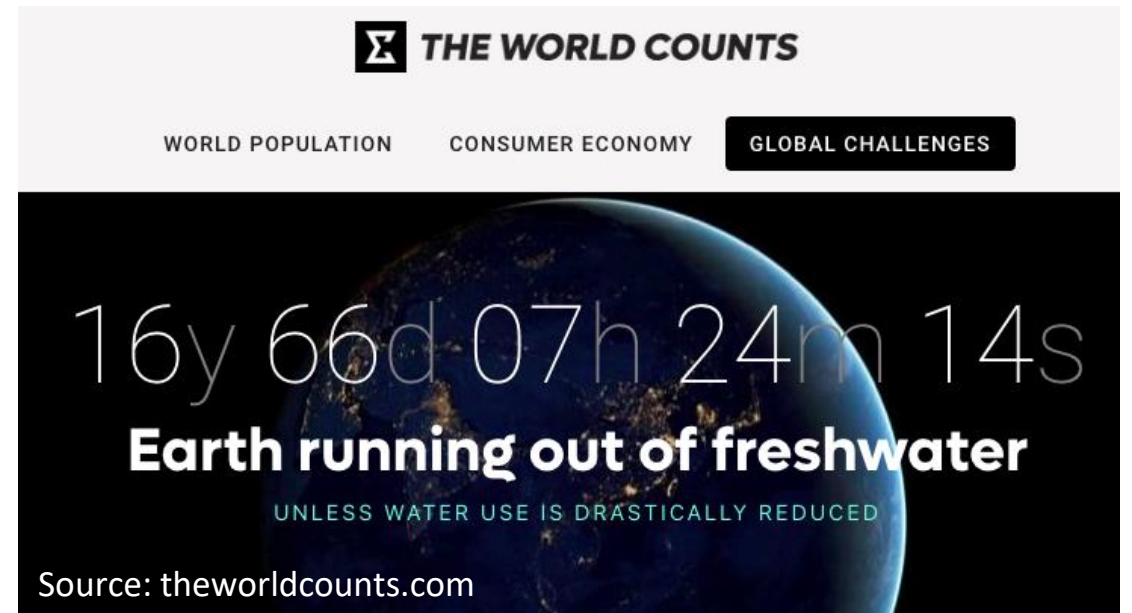 THE WORLD COUNTS
WORLD POPULATION CONSUMER ECONOMY GLOBAL CHALLENGES
16y 66d 07h 24m 14s
Earth running out of freshwater
UNLESS WATER USE IS DRASTICALLY REDUCED
Source: theworldcounts.com